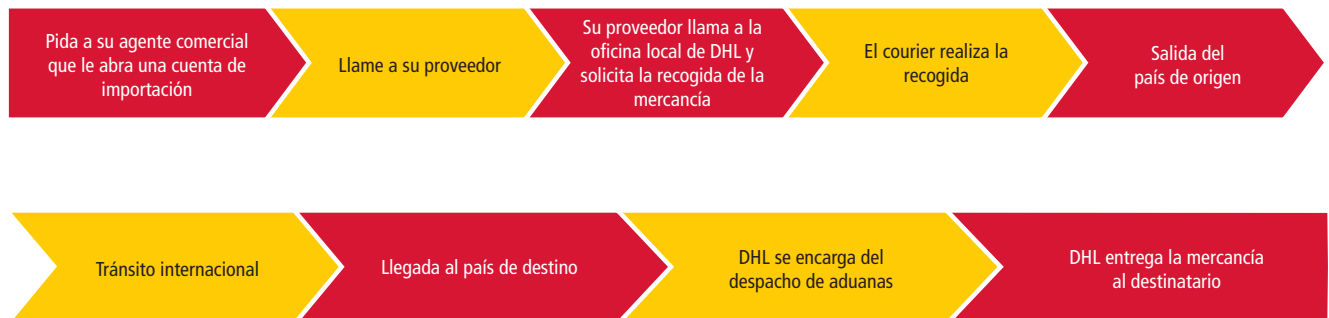 Pida a su agente comercial
que le abra una cuenta de
importación
Llame a su proveedor
Su proveedor llama a la
oficina local de DHL y
solicita la recogida de la
mercancía
El courier realiza la
recogida
Salida del
país de origen
Tránsito internacional
Llegada al país de destino
DHL se encarga del
despacho de aduanas
DHL entrega la mercancía
al destinatario